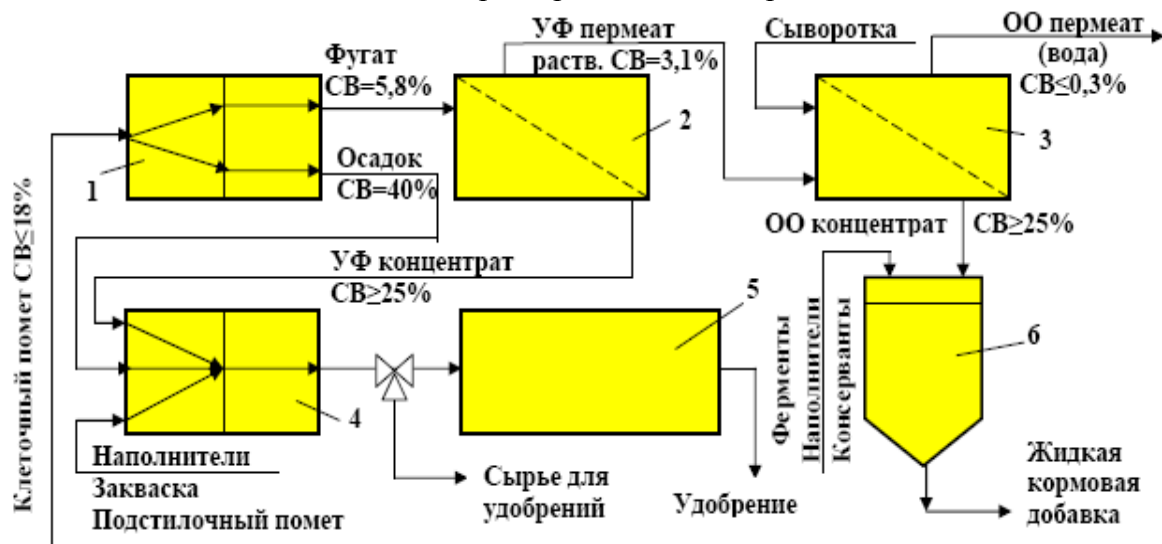 УФ пермеат
раств. СВ=3,1%
Сыворотка
ОО пермеат
(вода)
СВ≤0,3%
Фугат
СВ=5,8%
2
3
1
Осадок
СВ=40%
Клеточный помет СВ≤18%
ОО концентрат
СВ≥25%
УФ концентрат
СВ≥25%
5
6
4
Ферменты
Наполнители
Консерванты
Наполнители
Закваска
Подстилочный помет
Сырье для
удобрений
Удобрение
Жидкая
кормовая
добавка